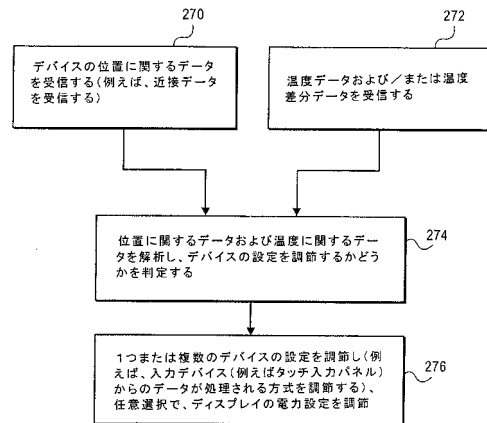 270
デバイスの位置に関するデータ
を受信する(例えば、近接データ
を受信する)
272
温度データおよび/または温度
差分データを受信する
位置に関するデータおよび温度に関するデー
タを解析し、デバイスの設定を調節するかどう
かを判定する
274
1つまたは複数のデバイスの設定を調節し(例
えば、入力デバイス(例えばタッチ入力パネル)
からのデータが処理される方式を調節する)、
任意選択で、ディスプレイの電力設定を調節
276